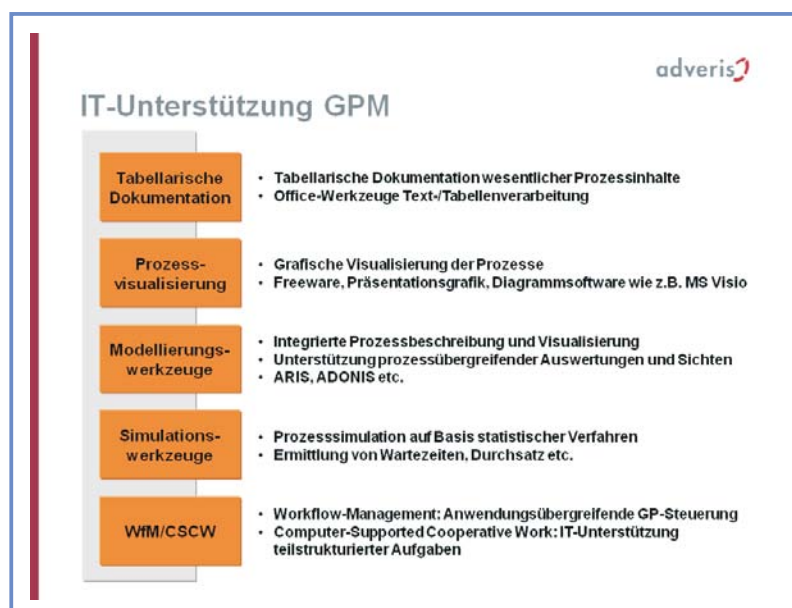 adveris
IT-Unterstützung GPM
Tabellarische
Dokumentation
• Tabellarische Dokumentation wesentlicher Prozessinhalte
• Office-Werkzeuge Text-/Tabellenverarbeitung
Prozess-
visualisierung
• Grafische Visualisierung der Prozesse
• Freeware, Präsentationsgrafik, Diagrammsoftware wie z.B. MS Visio
Modellierungs-
werkzeuge
• Integrierte Prozessbeschreibung und Visualisierung
• Unterstützung prozessübergreifender Auswertungen und Sichten
• ARIS, ADONIS etc.
Simulations-
werkzeuge
• Prozesssimulation auf Basis statistischer Verfahren
• Ermittlung von Wartezeiten, Durchsatz etc.
WfM/CSCW
• Workflow-Management: Anwendungsübergreifende GP-Steuerung
• Computer-Supported Cooperative Work: IT-Unterstützung
teilstrukturierter Aufgaben